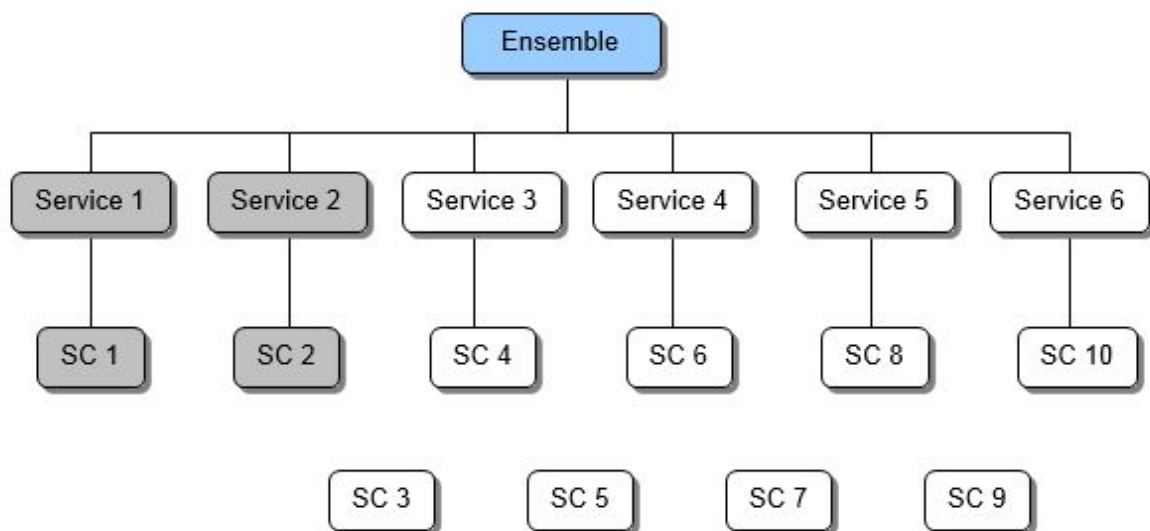 Ensemble
Service 1 Service 2 Service 3 Service 4 Service 5 Service 6
SC 1 SC 2 SC 4 SC 6 SC 8 SC 10
SC 3 SC 5 SC 7 SC 9